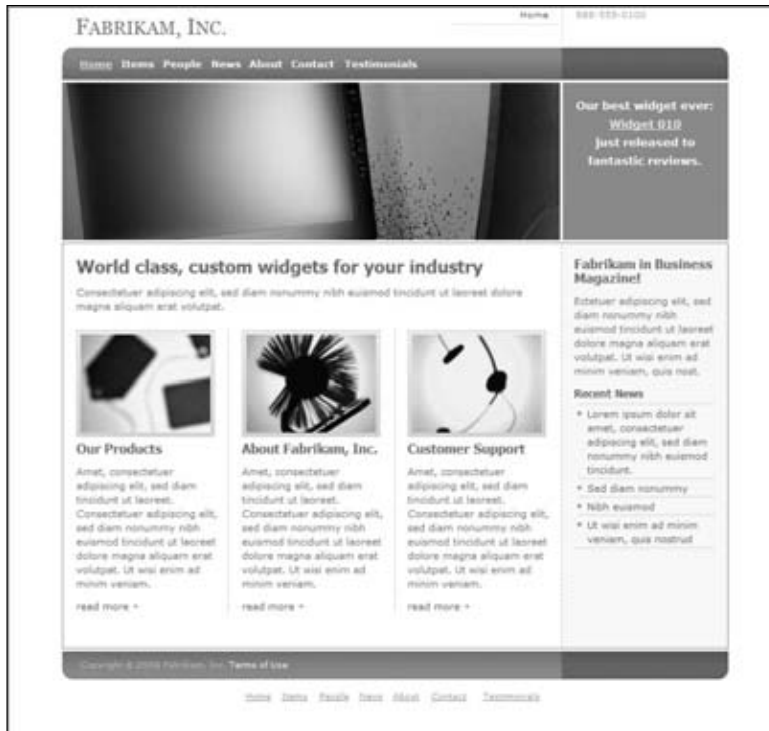 FABRIKAM, INC.
Home
888-555-0100
Home Items People News About Contact Testimonials
Our best widget ever:
Widget 010
Just released to
fantastic reviews.
World class, custom widgets for your industry
Consectetuer adipiscing elit, sed diam nonummy nibh euismod tincidunt ut laoreet dolore
magna aliquam erat volutpat.
Our Products
Amet, consectetuer
adipiscing elit, sed diam
tincidunt ut laoreet.
Consectetuer adipiscing elit,
sed diam nonummy nibh
euismod tincidunt ut laoreet
dolore magna aliquam erat
volutpat. Ut wisi enim ad
minim veniam.
read more
About Fabrikam, Inc.
Amet, consectetuer
adipiscing elit, sed diam
tincidunt ut laoreet.
Consectetuer adipiscing elit,
sed diam nonummy nibh
euismod tincidunt ut laoreet
dolore magna aliquam erat
volutpat. Ut wisi enim ad
minim veniam.
read more
Customer Support
Amet, consectetuer
adipiscing elit, sed diam
tincidunt ut laoreet.
Consectetuer adipiscing elit,
sed diam nonummy nibh
euismod tincidunt ut laoreet
dolore magna aliquam erat
volutpat. Ut wisi enim ad
minim veniam.
read more
Fabrikam in Business
Magazine!
Ectetuer adipiscing elit, sed
diam nonummy nibh
euismod tincidunt ut laoreet
dolore magna aliquam erat
volutpat. Ut wisi enim ad
minim veniam, quis nost.
Recent News
Lorem ipsum dolor sit
amet, consectetuer
adipiscing elit, sed diam
nonummy nibh euismod
tincidunt.
Sed diam nonummy
Nibh euismod
Ut wisi enim ad minim
veniam, quis nostrud
Copyright © Fabrikam, Inc. Terms of Use
Home Items People News About Contact Testimonials